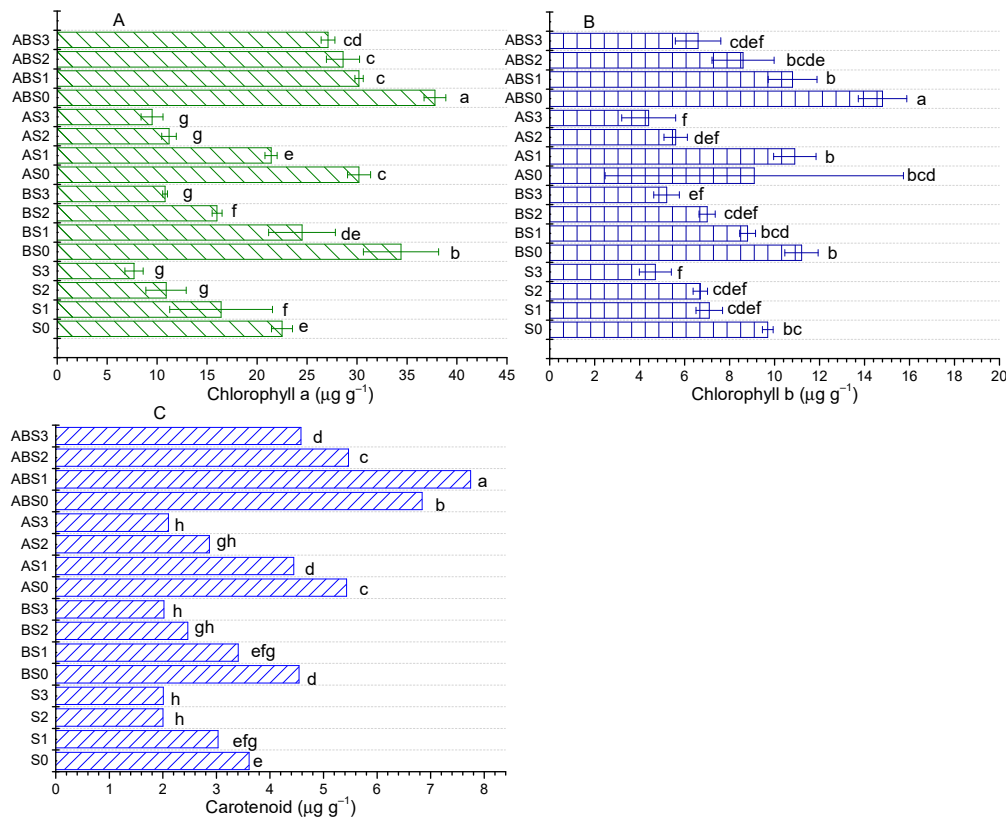 A
ABS3
cd
ABS2
c
ABS1
c
ABS0
a
AS3
g
AS2
g
AS1
e
AS0
c
BS3
g
BS2
f
BS1
de
BS0
b
S3
g
S2
g
S1
f
S0
e
0 5 10 15 20 25 30 35 40 45
Chlorophyll a (μg g⁻¹)
B
ABS3
cdef
ABS2
bcde
ABS1
b
ABS0
a
AS3
f
AS2
def
AS1
b
AS0
bcd
BS3
ef
BS2
cdef
BS1
bcd
BS0
b
S3
f
S2
cdef
S1
cdef
S0
bc
0 2 4 6 8 10 12 14 16 18 20
Chlorophyll b (μg g⁻¹)
C
ABS3
d
ABS2
c
ABS1
a
ABS0
b
AS3
h
AS2
gh
AS1
d
AS0
c
BS3
h
BS2
gh
BS1
efg
BS0
d
S3
h
S2
h
S1
efg
S0
e
0 1 2 3 4 5 6 7 8
Carotenoid (μg g⁻¹)